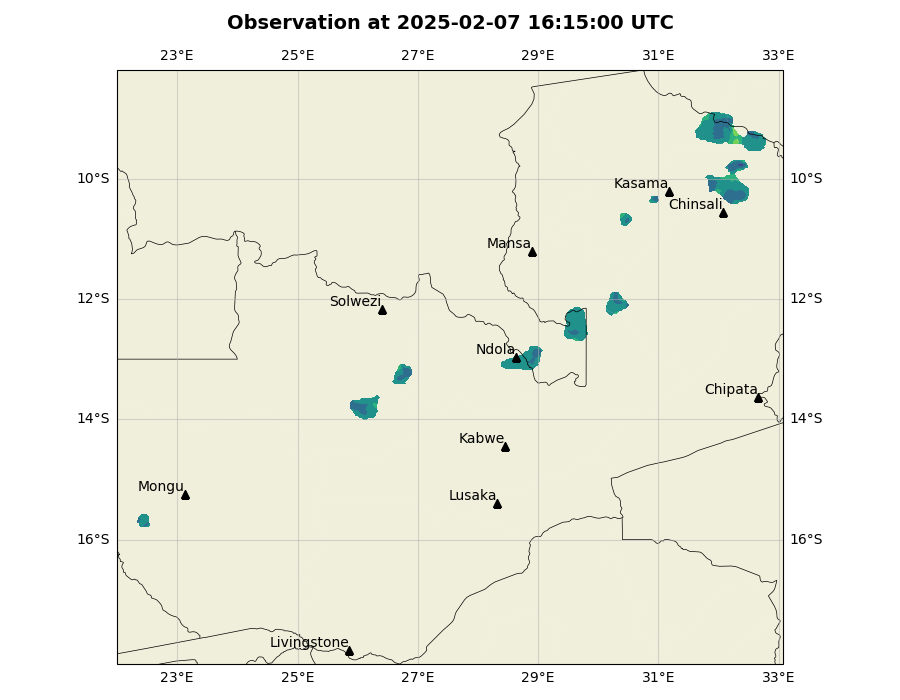 Observation at 2025-02-07 16:15:00 UTC
23°E 25°E 27°E 29°E 31°E 33°E
10°S 10°S
Kasama
Chinsali
Mansa
12°S 12°S
Solwezi
Ndola
Chipata
14°S 14°S
Kabwe
Mongu
Lusaka
16°S 16°S
Livingstone
23°E 25°E 27°E 29°E 31°E 33°E